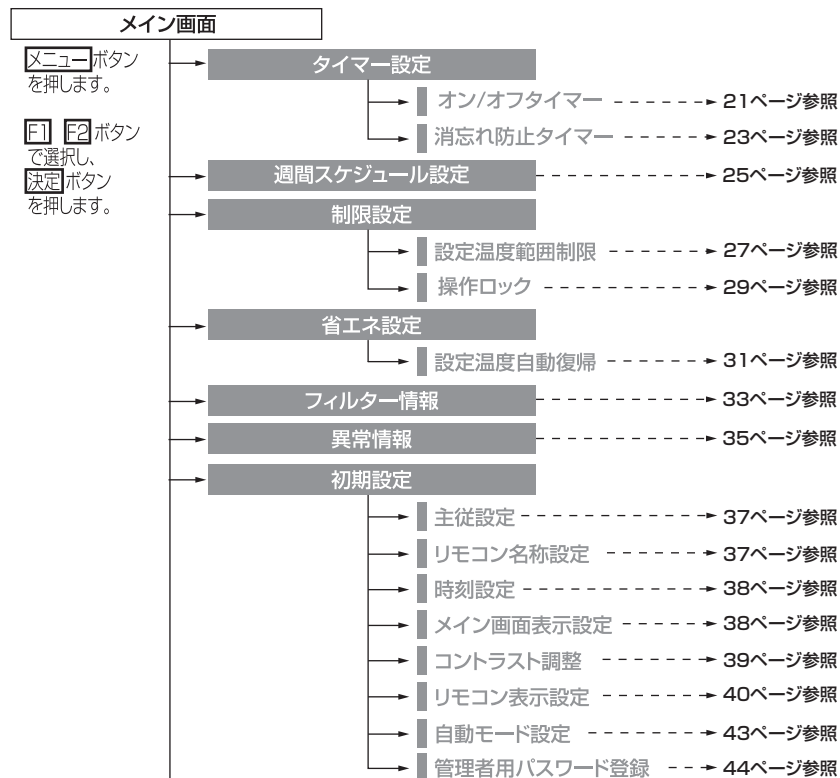 メイン画面
メニューボタン
を押します。
F1 F2ボタン
で選択し、
決定ボタン
を押します。
タイマー設定
オン/オフタイマー 21ページ参照
消忘れ防止タイマー 23ページ参照
週間スケジュール設定 25ページ参照
制限設定
設定温度範囲制限 27ページ参照
操作ロック 29ページ参照
省エネ設定
設定温度自動復帰 31ページ参照
フィルター情報 33ページ参照
異常情報 35ページ参照
初期設定
主従設定 37ページ参照
リモコン名称設定 37ページ参照
時刻設定 38ページ参照
メイン画面表示設定 38ページ参照
コントラスト調整 39ページ参照
リモコン表示設定 40ページ参照
自動モード設定 43ページ参照
管理者用パスワード登録 44ページ参照